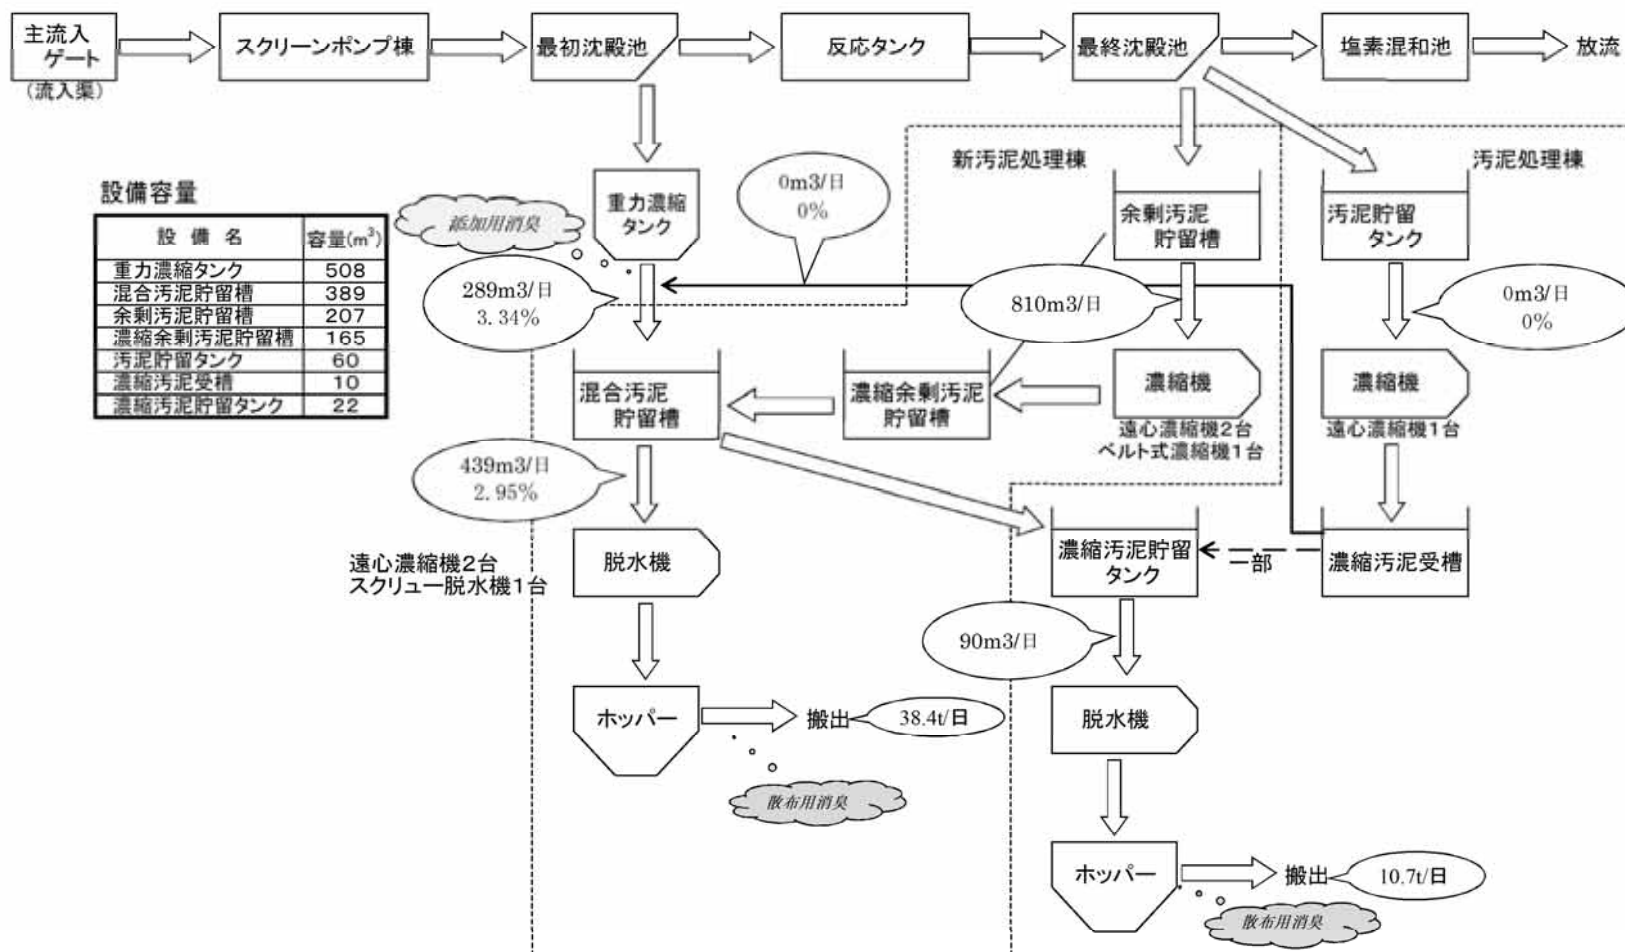 主流入
ゲート
(流入渠)
スクリーンポンプ棟
最初沈殿池
反応タンク
最終沈殿池
塩素混和池
放流
新汚泥処理棟
汚泥処理棟
設備容量
設備名 容量(m³)
重力濃縮タンク 508
混合汚泥貯留槽 389
余剰汚泥貯留槽 207
濃縮余剰汚泥貯留槽 165
汚泥貯留タンク 60
濃縮汚泥受槽 10
濃縮汚泥貯留タンク 22
添加用消臭
重力濃縮
タンク
0m3/日
0%
余剰汚泥
貯留槽
汚泥貯留
タンク
289m3/日
3.34%
810m3/日
0m3/日
0%
混合汚泥
貯留槽
濃縮余剰汚泥
貯留槽
濃縮機
遠心濃縮機2台
ベルト式濃縮機1台
濃縮機
遠心濃縮機1台
439m3/日
2.95%
遠心濃縮機2台
スクリュー脱水機1台
脱水機
濃縮汚泥貯留
タンク
一部
濃縮汚泥受槽
90m3/日
ホッパー
搬出
38.4t/日
脱水機
散布用消臭
ホッパー
搬出
10.7t/日
散布用消臭